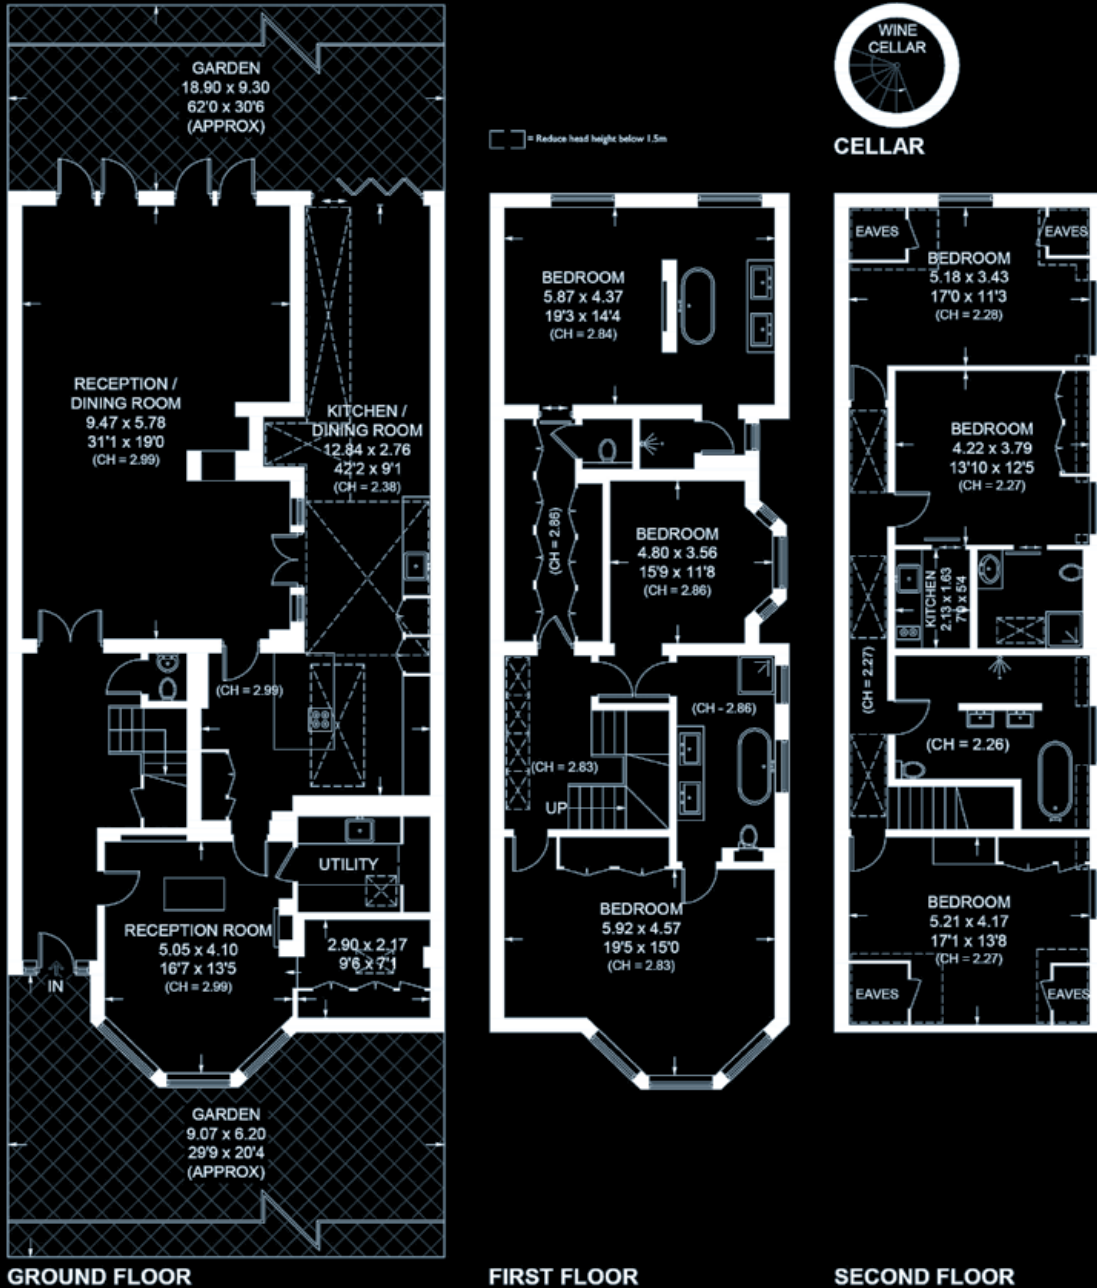 GARDEN
18.90 x 9.30
62'0 x 30'6
(APPROX)
RECEPTION /
DINING ROOM
9.47 x 5.78
31'1 x 19'0
(CH = 2.99)
KITCHEN /
DINING ROOM
12.84 x 2.76
42'2 x 9'1
(CH = 2.38)
(CH = 2.99)
UTILITY
RECEPTION ROOM
5.05 x 4.10
16'7 x 13'5
(CH = 2.99)
2.90 x 2.17
9'6 x 7'1
IN
GARDEN
9.07 x 6.20
29'9 x 20'4
(APPROX)
GROUND FLOOR
= Reduce head height below 1.5m
BEDROOM
5.87 x 4.37
19'3 x 14'4
(CH = 2.84)
(CH = 2.86)
BEDROOM
4.80 x 3.56
15'9 x 11'8
(CH = 2.86)
(CH - 2.86)
(CH = 2.83)
UP
BEDROOM
5.92 x 4.57
19'5 x 15'0
(CH = 2.83)
FIRST FLOOR
WINE
CELLAR
CELLAR
EAVES
EAVES
BEDROOM
5.18 x 3.43
17'0 x 11'3
(CH = 2.28)
BEDROOM
4.22 x 3.79
13'10 x 12'5
(CH = 2.27)
KITCHEN
2.13 x 1.63
7'0 x 5'4
(CH = 2.27)
(CH = 2.26)
BEDROOM
5.21 x 4.17
17'1 x 13'8
(CH = 2.27)
EAVES
EAVES
SECOND FLOOR